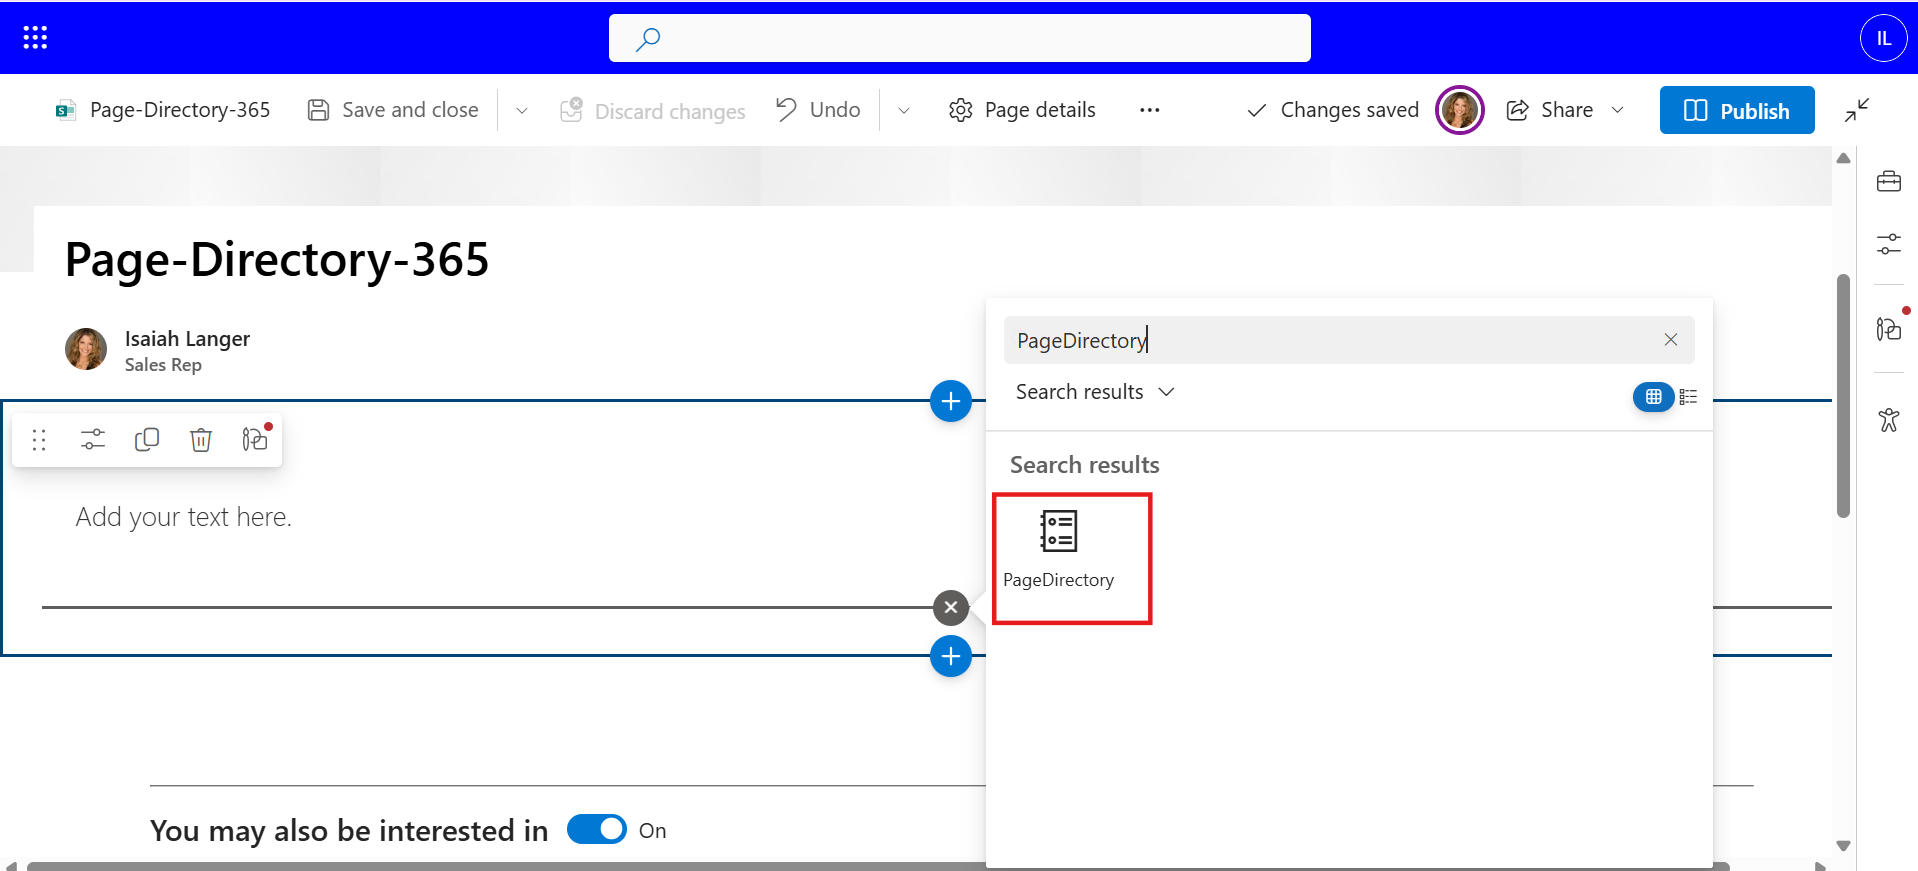 IL
Page-Directory-365
Save and close
Discard changes
Undo
Page details
Changes saved
Share
Publish
Page-Directory-365
Isaiah Langer
Sales Rep
Add your text here.
PageDirectory
Search results
Search results
PageDirectory
You may also be interested in
On